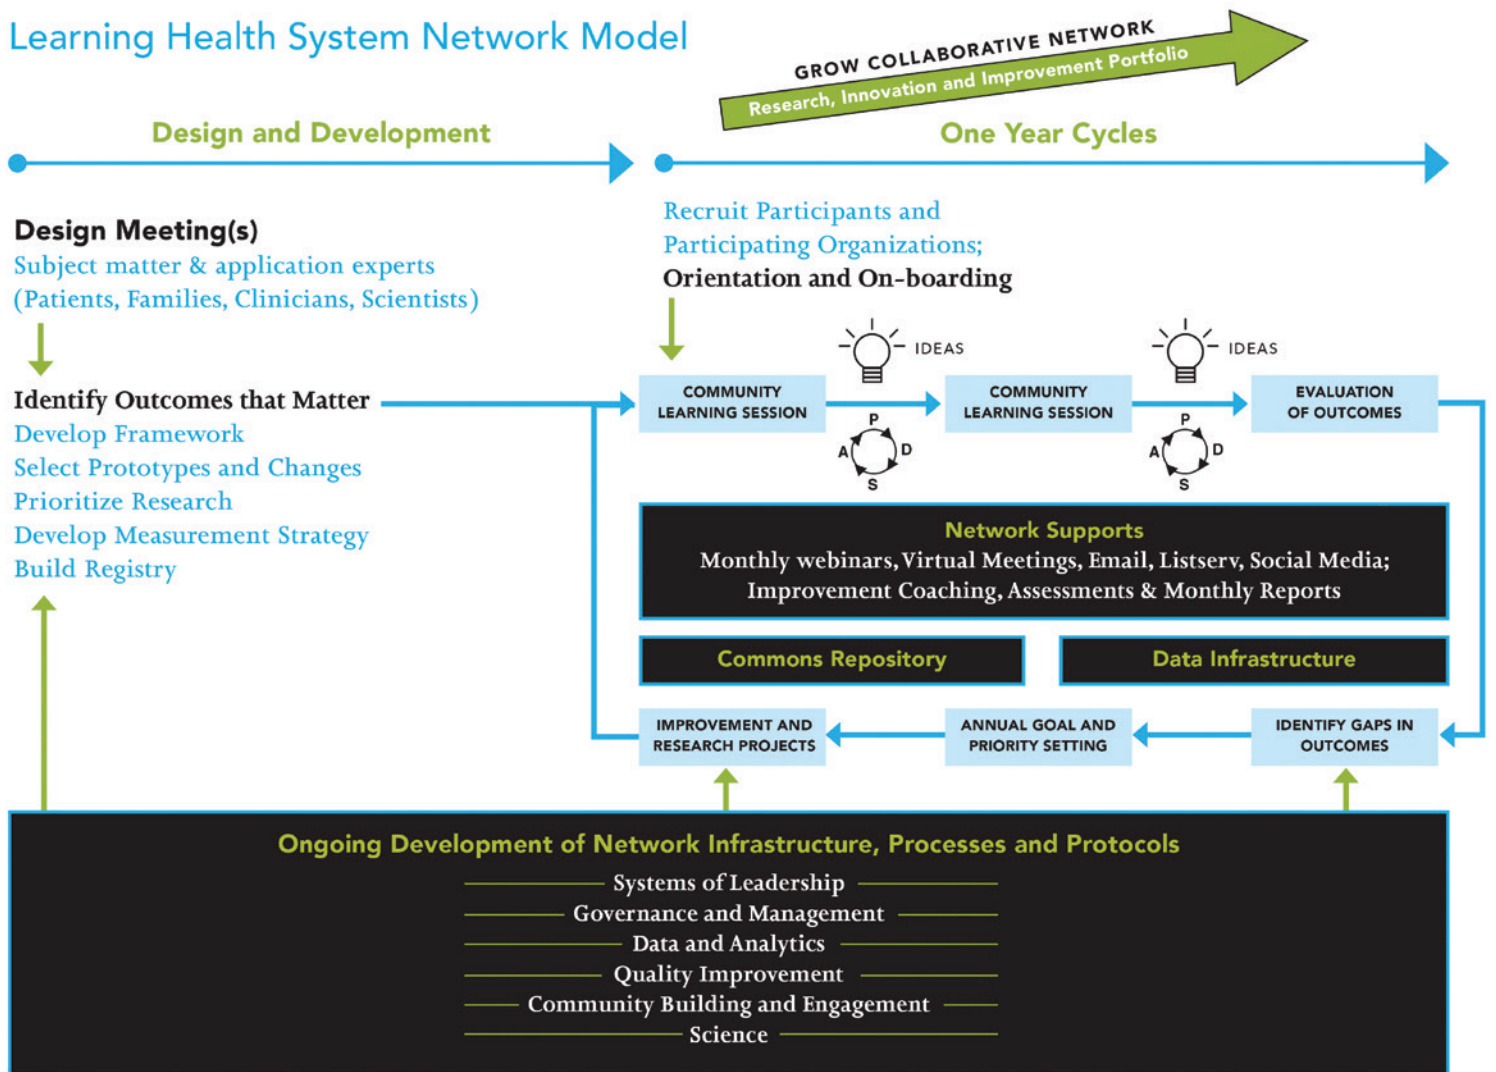 Learning Health System Network Model
GROW COLLABORATIVE NETWORK
Research, Innovation and Improvement Portfolio
Design and Development
One Year Cycles
Design Meeting(s)
Subject matter & application experts
(Patients, Families, Clinicians, Scientists)
Identify Outcomes that Matter
Develop Framework
Select Prototypes and Changes
Prioritize Research
Develop Measurement Strategy
Build Registry
Recruit Participants and
Participating Organizations;
Orientation and On-boarding
COMMUNITY
LEARNING SESSION
IDEAS
P
D
S
A
COMMUNITY
LEARNING SESSION
IDEAS
P
D
S
A
EVALUATION
OF OUTCOMES
Network Supports
Monthly webinars, Virtual Meetings, Email, Listserv, Social Media;
Improvement Coaching, Assessments & Monthly Reports
Commons Repository
Data Infrastructure
IMPROVEMENT AND
RESEARCH PROJECTS
ANNUAL GOAL AND
PRIORITY SETTING
IDENTIFY GAPS IN
OUTCOMES
Ongoing Development of Network Infrastructure, Processes and Protocols
Systems of Leadership
Governance and Management
Data and Analytics
Quality Improvement
Community Building and Engagement
Science